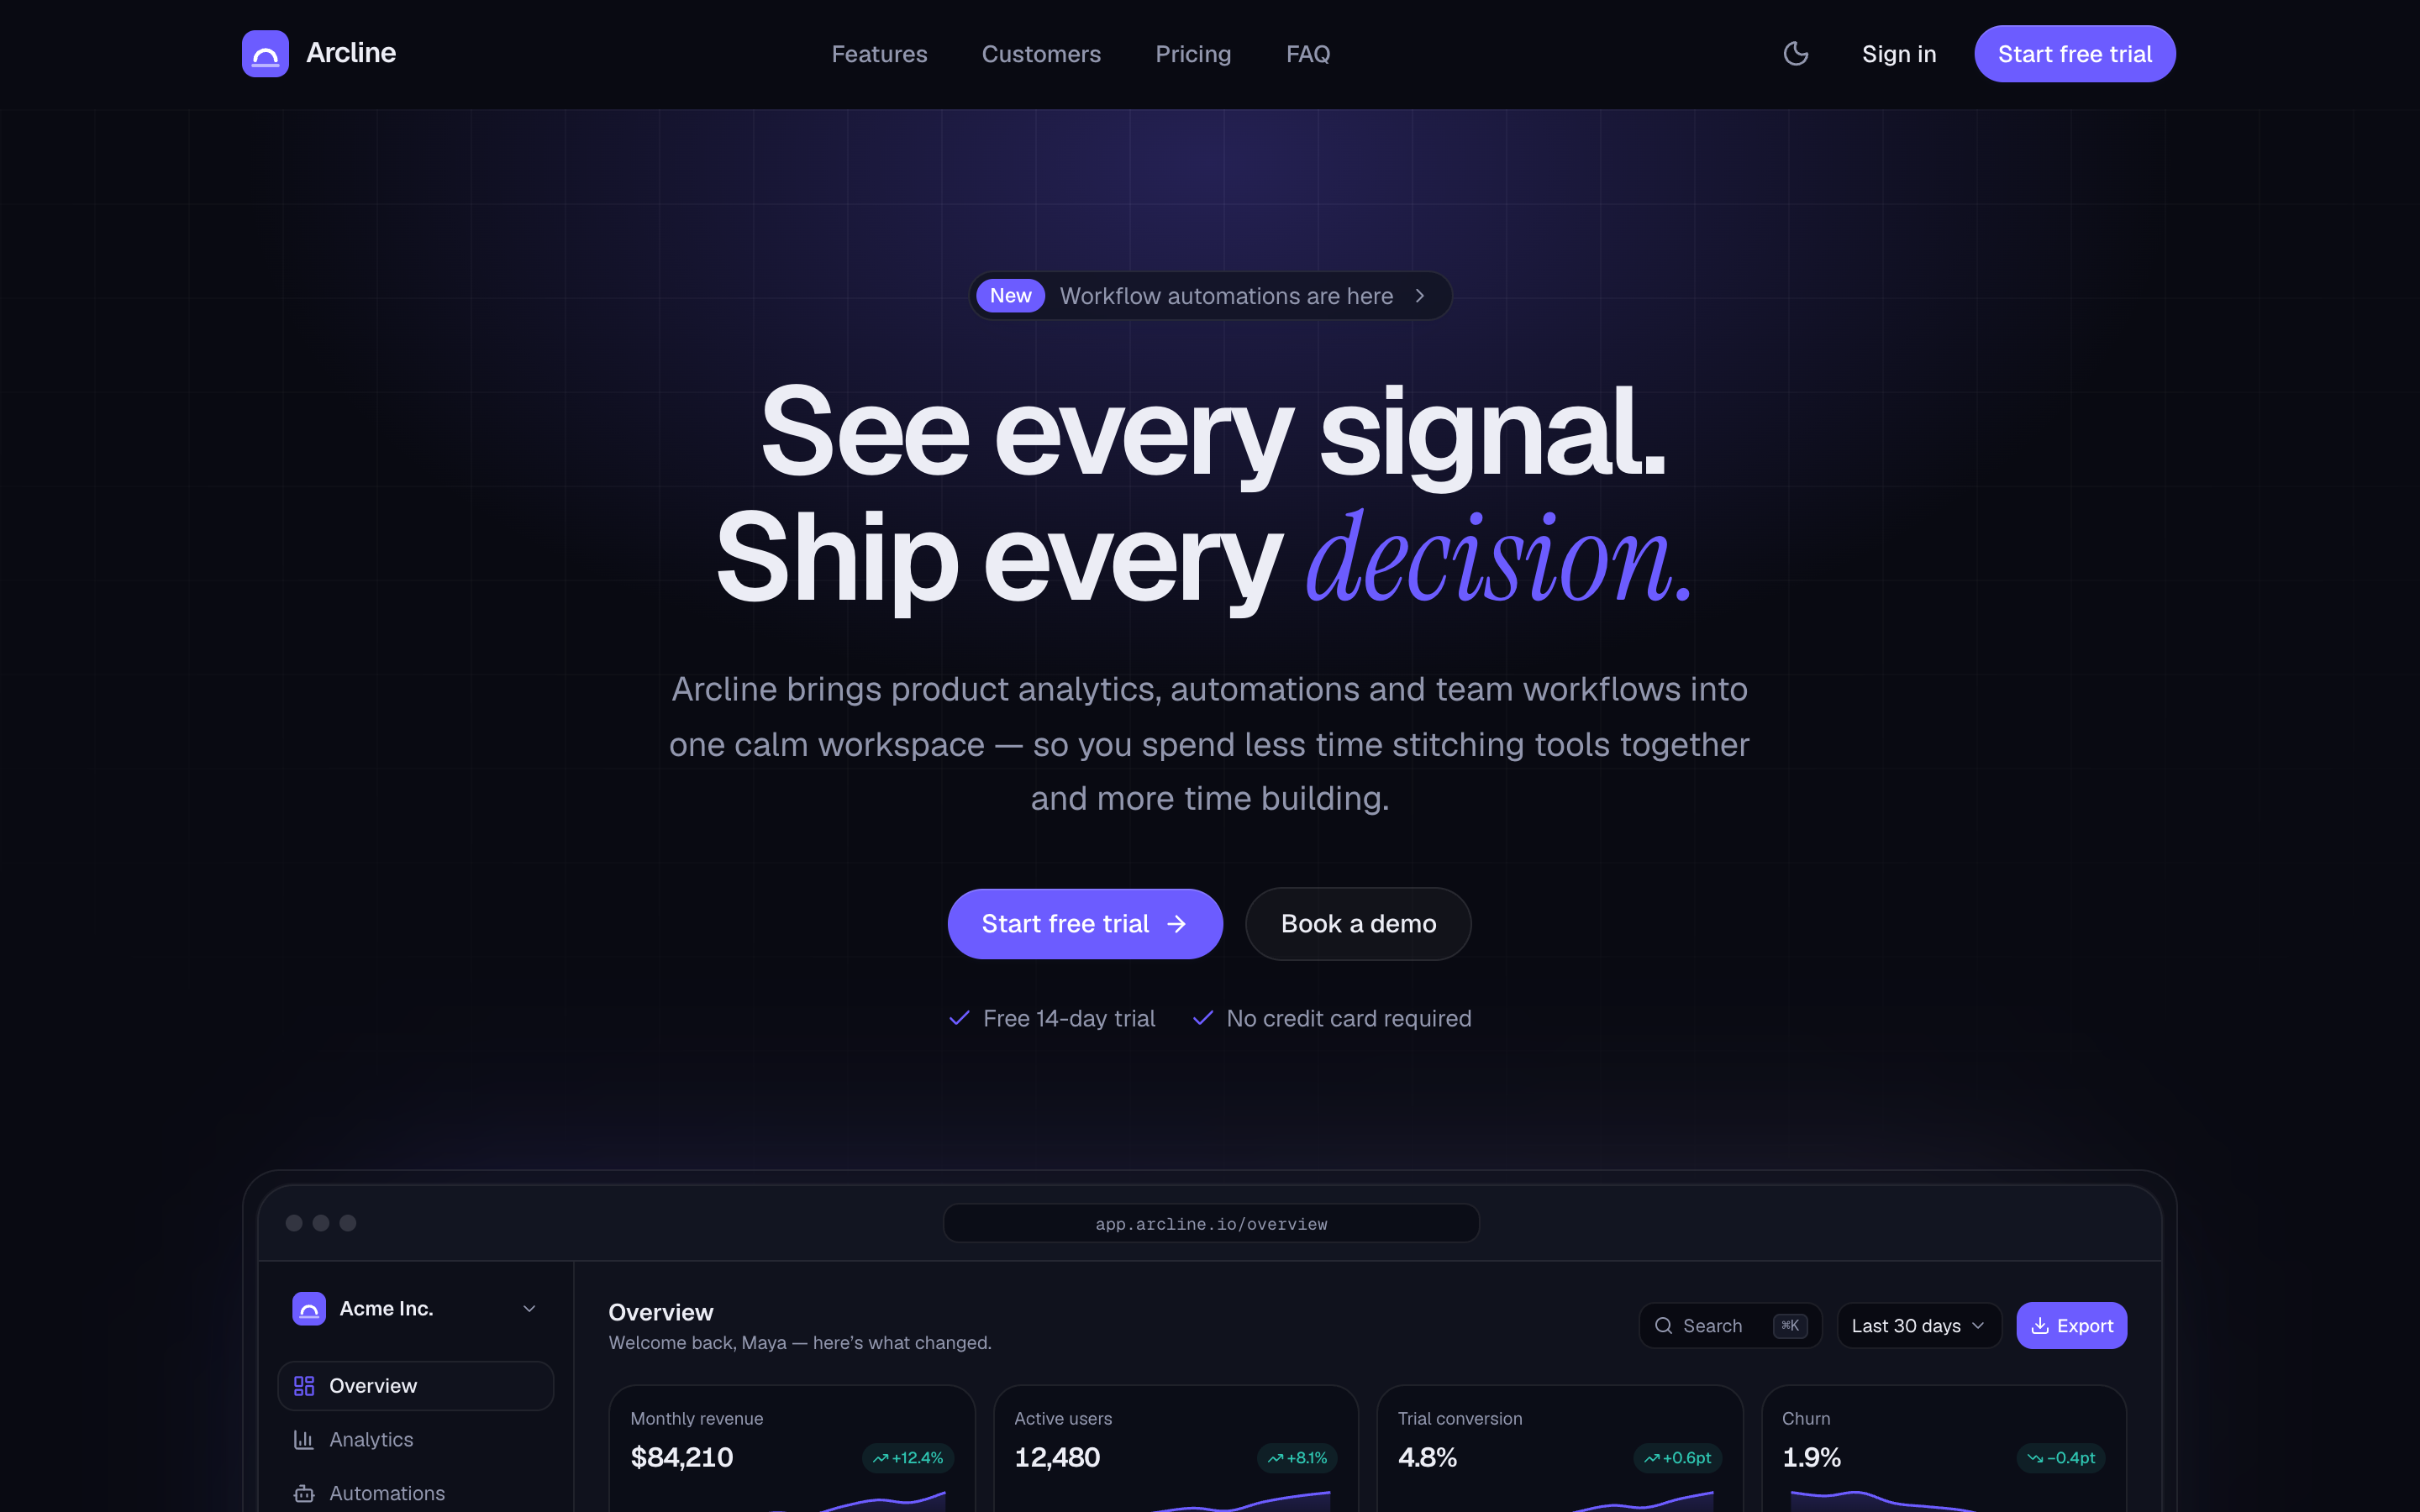 Arcline
Features Customers Pricing FAQ
Sign in
Start free trial
New Workflow automations are here
See every signal.
Ship every decision.
Arcline brings product analytics, automations and team workflows into
one calm workspace — so you spend less time stitching tools together
and more time building.
Start free trial
Book a demo
Free 14-day trial
No credit card required
app.arcline.io/overview
Acme Inc.
Overview
Analytics
Automations
Overview
Welcome back, Maya — here’s what changed.
Search ⌘K
Last 30 days
Export
Monthly revenue
$84,210 +12.4%
Active users
12,480 +8.1%
Trial conversion
4.8% +0.6pt
Churn
1.9% −0.4pt